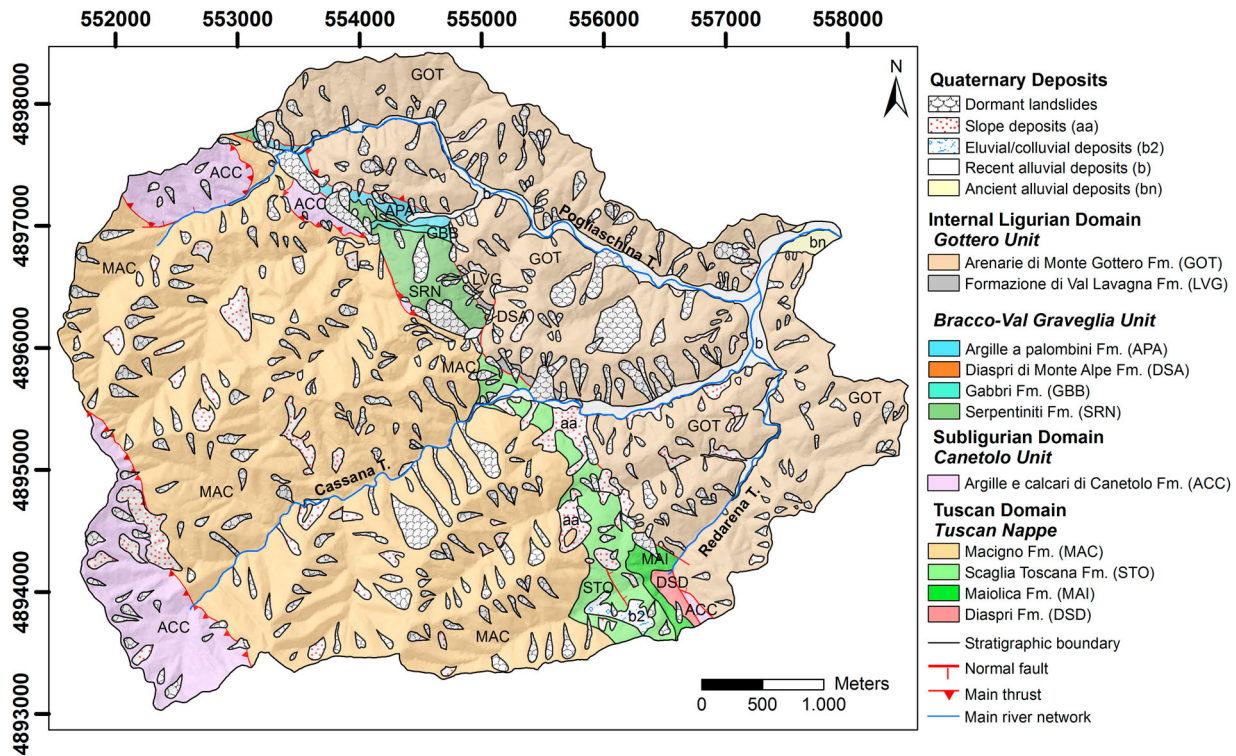 552000 553000 554000 555000 556000 557000 558000
4898000
4897000
4896000
4895000
4894000
4893000
N
GOT
ACC
ACC
APA
GBB
b
Pogliaschina T.
bn
MAC
GOT
LVG
SRN
DSA
b
MAC
GOT
aa
GOT
MAC
Cassana T.
aa
Redarena T.
MAI
STO
DSD
b2
ACC
ACC
MAC
Meters
0 500 1.000
Quaternary Deposits
Dormant landslides
Slope deposits (aa)
Eluvial/colluvial deposits (b2)
Recent alluvial deposits (b)
Ancient alluvial deposits (bn)
Internal Ligurian Domain
Gottero Unit
Arenarie di Monte Gottero Fm. (GOT)
Formazione di Val Lavagna Fm. (LVG)
Bracco-Val Graveglia Unit
Argille a palombini Fm. (APA)
Diaspri di Monte Alpe Fm. (DSA)
Gabbri Fm. (GBB)
Serpentiniti Fm. (SRN)
Subligurian Domain
Canetolo Unit
Argille e calcari di Canetolo Fm. (ACC)
Tuscan Domain
Tuscan Nappe
Macigno Fm. (MAC)
Scaglia Toscana Fm. (STO)
Maiolica Fm. (MAI)
Diaspri Fm. (DSD)
Stratigraphic boundary
Normal fault
Main thrust
Main river network